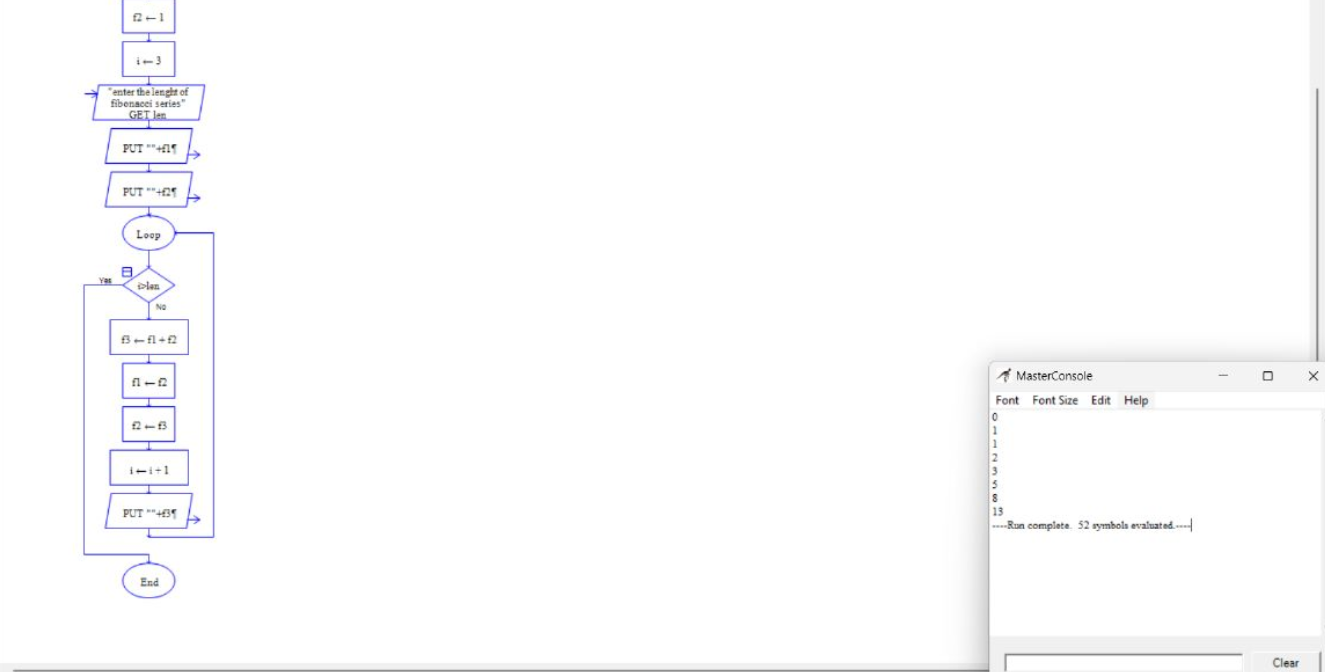 f2 ← 1
i ← 3
"enter the lenght of
fibonacci series"
GET len
PUT ""+f1¶
PUT ""+f2¶
Loop
Yes
i>len
No
f3 ← f1 + f2
f1 ← f2
f2 ← f3
i ← i + 1
PUT ""+f3¶
End
MasterConsole
Font Font Size Edit Help
0
1
1
2
3
5
8
13
----Run complete. 52 symbols evaluated.----
Clear